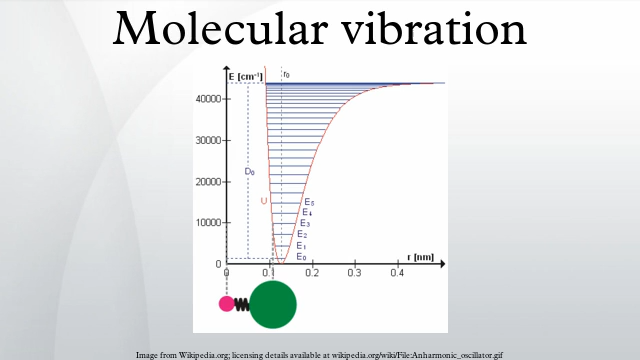 Molecular vibration
E [cm⁻¹]
r₀
40000
30000
20000
D₀
U
E₅
E₄
10000
E₃
E₂
E₁
E₀
r [nm]
0
0 0.1 0.2 0.3 0.4
Image from Wikipedia.org; licensing details available at wikipedia.org/wiki/File:Anharmonic_oscillator.gif